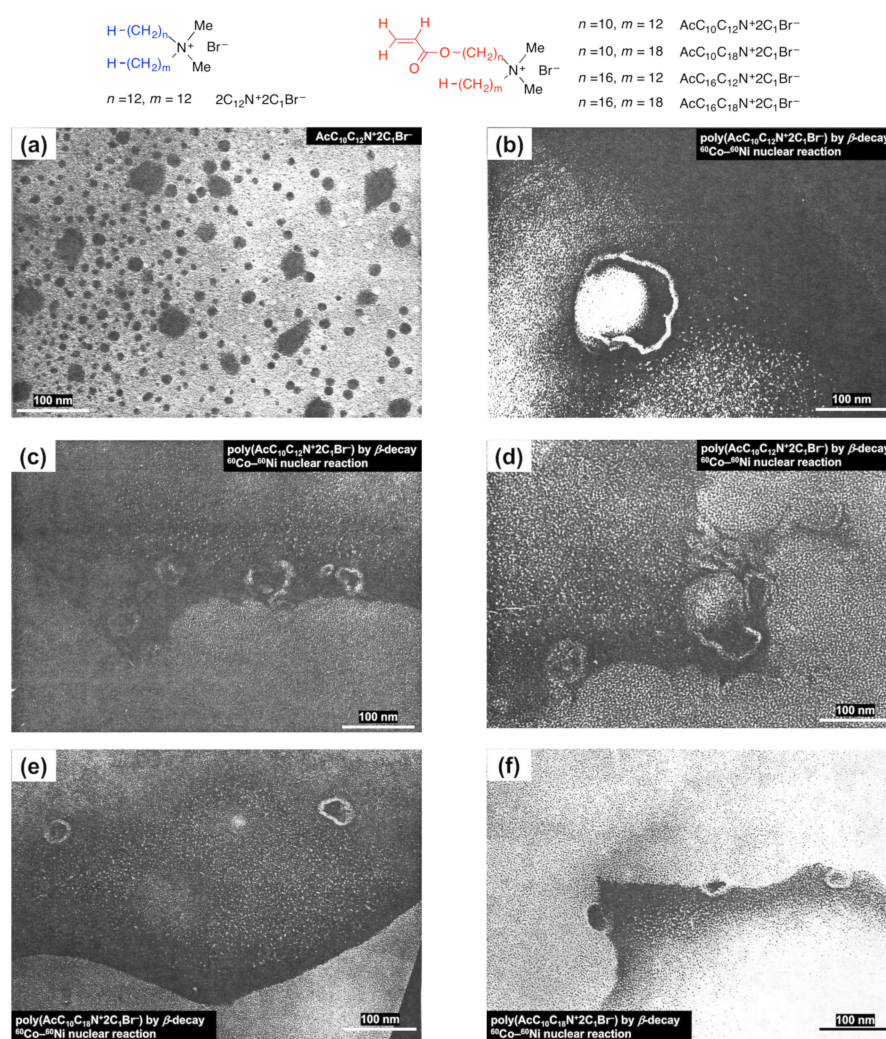 H-(CH₂)ₙ
N⁺ Br⁻
Me
H-(CH₂)ₘ
Me
n =12, m = 12 2C₁₂N⁺2C₁Br⁻
H
H
H
O
O
(CH₂)ₙ
Me
N⁺ Br⁻
H-(CH₂)ₘ
Me
n=10, m = 12 AcC₁₀C₁₂N⁺2C₁Br⁻
n=10, m = 18 AcC₁₀C₁₈N⁺2C₁Br⁻
n=16, m = 12 AcC₁₆C₁₂N⁺2C₁Br⁻
n=16, m = 18 AcC₁₆C₁₈N⁺2C₁Br⁻
(a)
AcC₁₀C₁₂N⁺2C₁Br⁻
100 nm
(b)
poly(AcC₁₀C₁₂N⁺2C₁Br⁻) by β-decay
⁶⁰Co–⁶⁰Ni nuclear reaction
100 nm
(c)
poly(AcC₁₀C₁₂N⁺2C₁Br⁻) by β-decay
⁶⁰Co–⁶⁰Ni nuclear reaction
100 nm
(d)
poly(AcC₁₀C₁₂N⁺2C₁Br⁻) by β-decay
⁶⁰Co–⁶⁰Ni nuclear reaction
100 nm
(e)
poly(AcC₁₀C₁₈N⁺2C₁Br⁻) by β-decay
⁶⁰Co–⁶⁰Ni nuclear reaction
100 nm
(f)
poly(AcC₁₀C₁₈N⁺2C₁Br⁻) by β-decay
⁶⁰Co–⁶⁰Ni nuclear reaction
100 nm